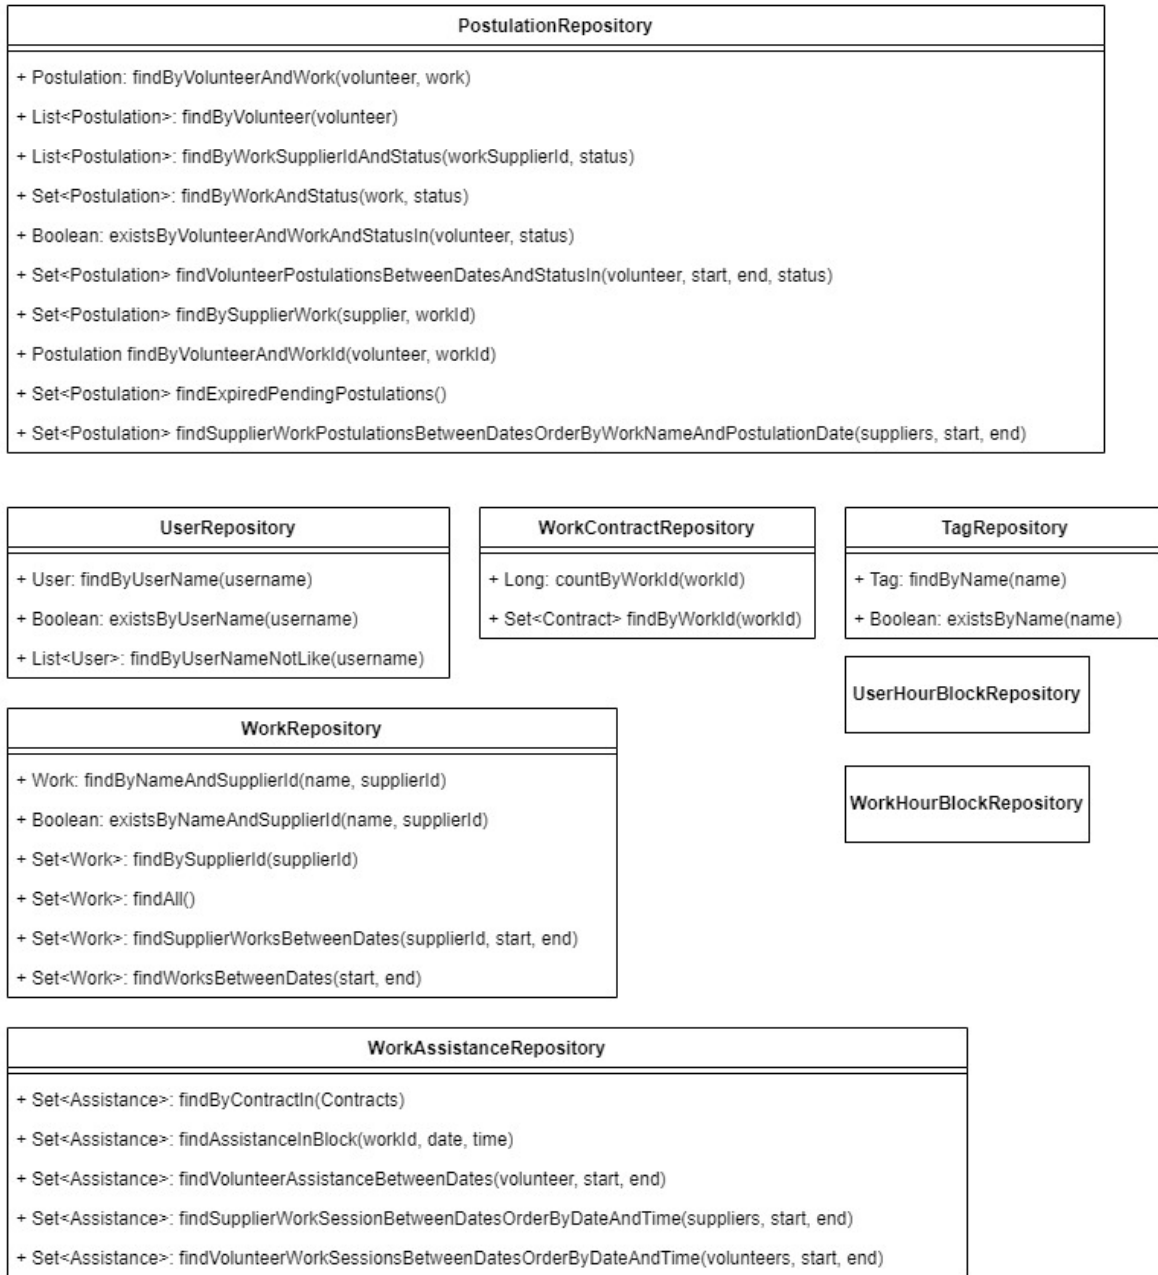 PostulationRepository
+ Postulation: findByVolunteerAndWork(volunteer, work)
+ List<Postulation>: findByVolunteer(volunteer)
+ List<Postulation>: findByWorkSupplierIdAndStatus(workSupplierId, status)
+ Set<Postulation>: findByWorkAndStatus(work, status)
+ Boolean: existsByVolunteerAndWorkAndStatusIn(volunteer, status)
+ Set<Postulation> findVolunteerPostulationsBetweenDatesAndStatusIn(volunteer, start, end, status)
+ Set<Postulation> findBySupplierWork(supplier, workId)
+ Postulation findByVolunteerAndWorkId(volunteer, workId)
+ Set<Postulation> findExpiredPendingPostulations()
+ Set<Postulation> findSupplierWorkPostulationsBetweenDatesOrderByWorkNameAndPostulationDate(suppliers, start, end)
UserRepository
+ User: findByUserName(username)
+ Boolean: existsByUserName(username)
+ List<User>: findByUserNameNotLike(username)
WorkContractRepository
+ Long: countByWorkId(workId)
+ Set<Contract> findByWorkId(workId)
TagRepository
+ Tag: findByName(name)
+ Boolean: existsByName(name)
UserHourBlockRepository
WorkHourBlockRepository
WorkRepository
+ Work: findByNameAndSupplierId(name, supplierId)
+ Boolean: existsByNameAndSupplierId(name, supplierId)
+ Set<Work>: findBySupplierId(supplierId)
+ Set<Work>: findAll()
+ Set<Work>: findSupplierWorksBetweenDates(supplierId, start, end)
+ Set<Work>: findWorksBetweenDates(start, end)
WorkAssistanceRepository
+ Set<Assistance>: findByContractIn(Contracts)
+ Set<Assistance>: findAssistanceInBlock(workId, date, time)
+ Set<Assistance>: findVolunteerAssistanceBetweenDates(volunteer, start, end)
+ Set<Assistance>: findSupplierWorkSessionBetweenDatesOrderByDateAndTime(suppliers, start, end)
+ Set<Assistance>: findVolunteerWorkSessionsBetweenDatesOrderByDateAndTime(volunteers, start, end)